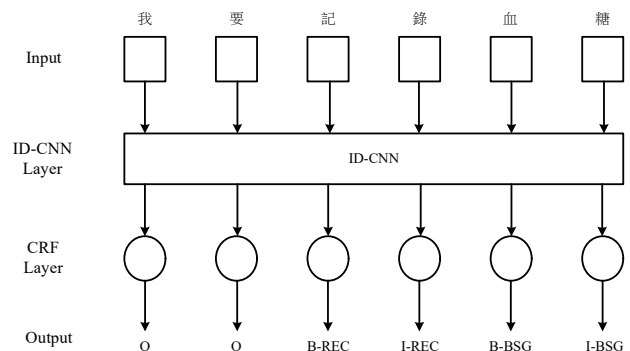 我 要 記 錄 血 糖
Input
ID-CNN
Layer
ID-CNN
CRF
Layer
Output O O B-REC I-REC B-BSG I-BSG